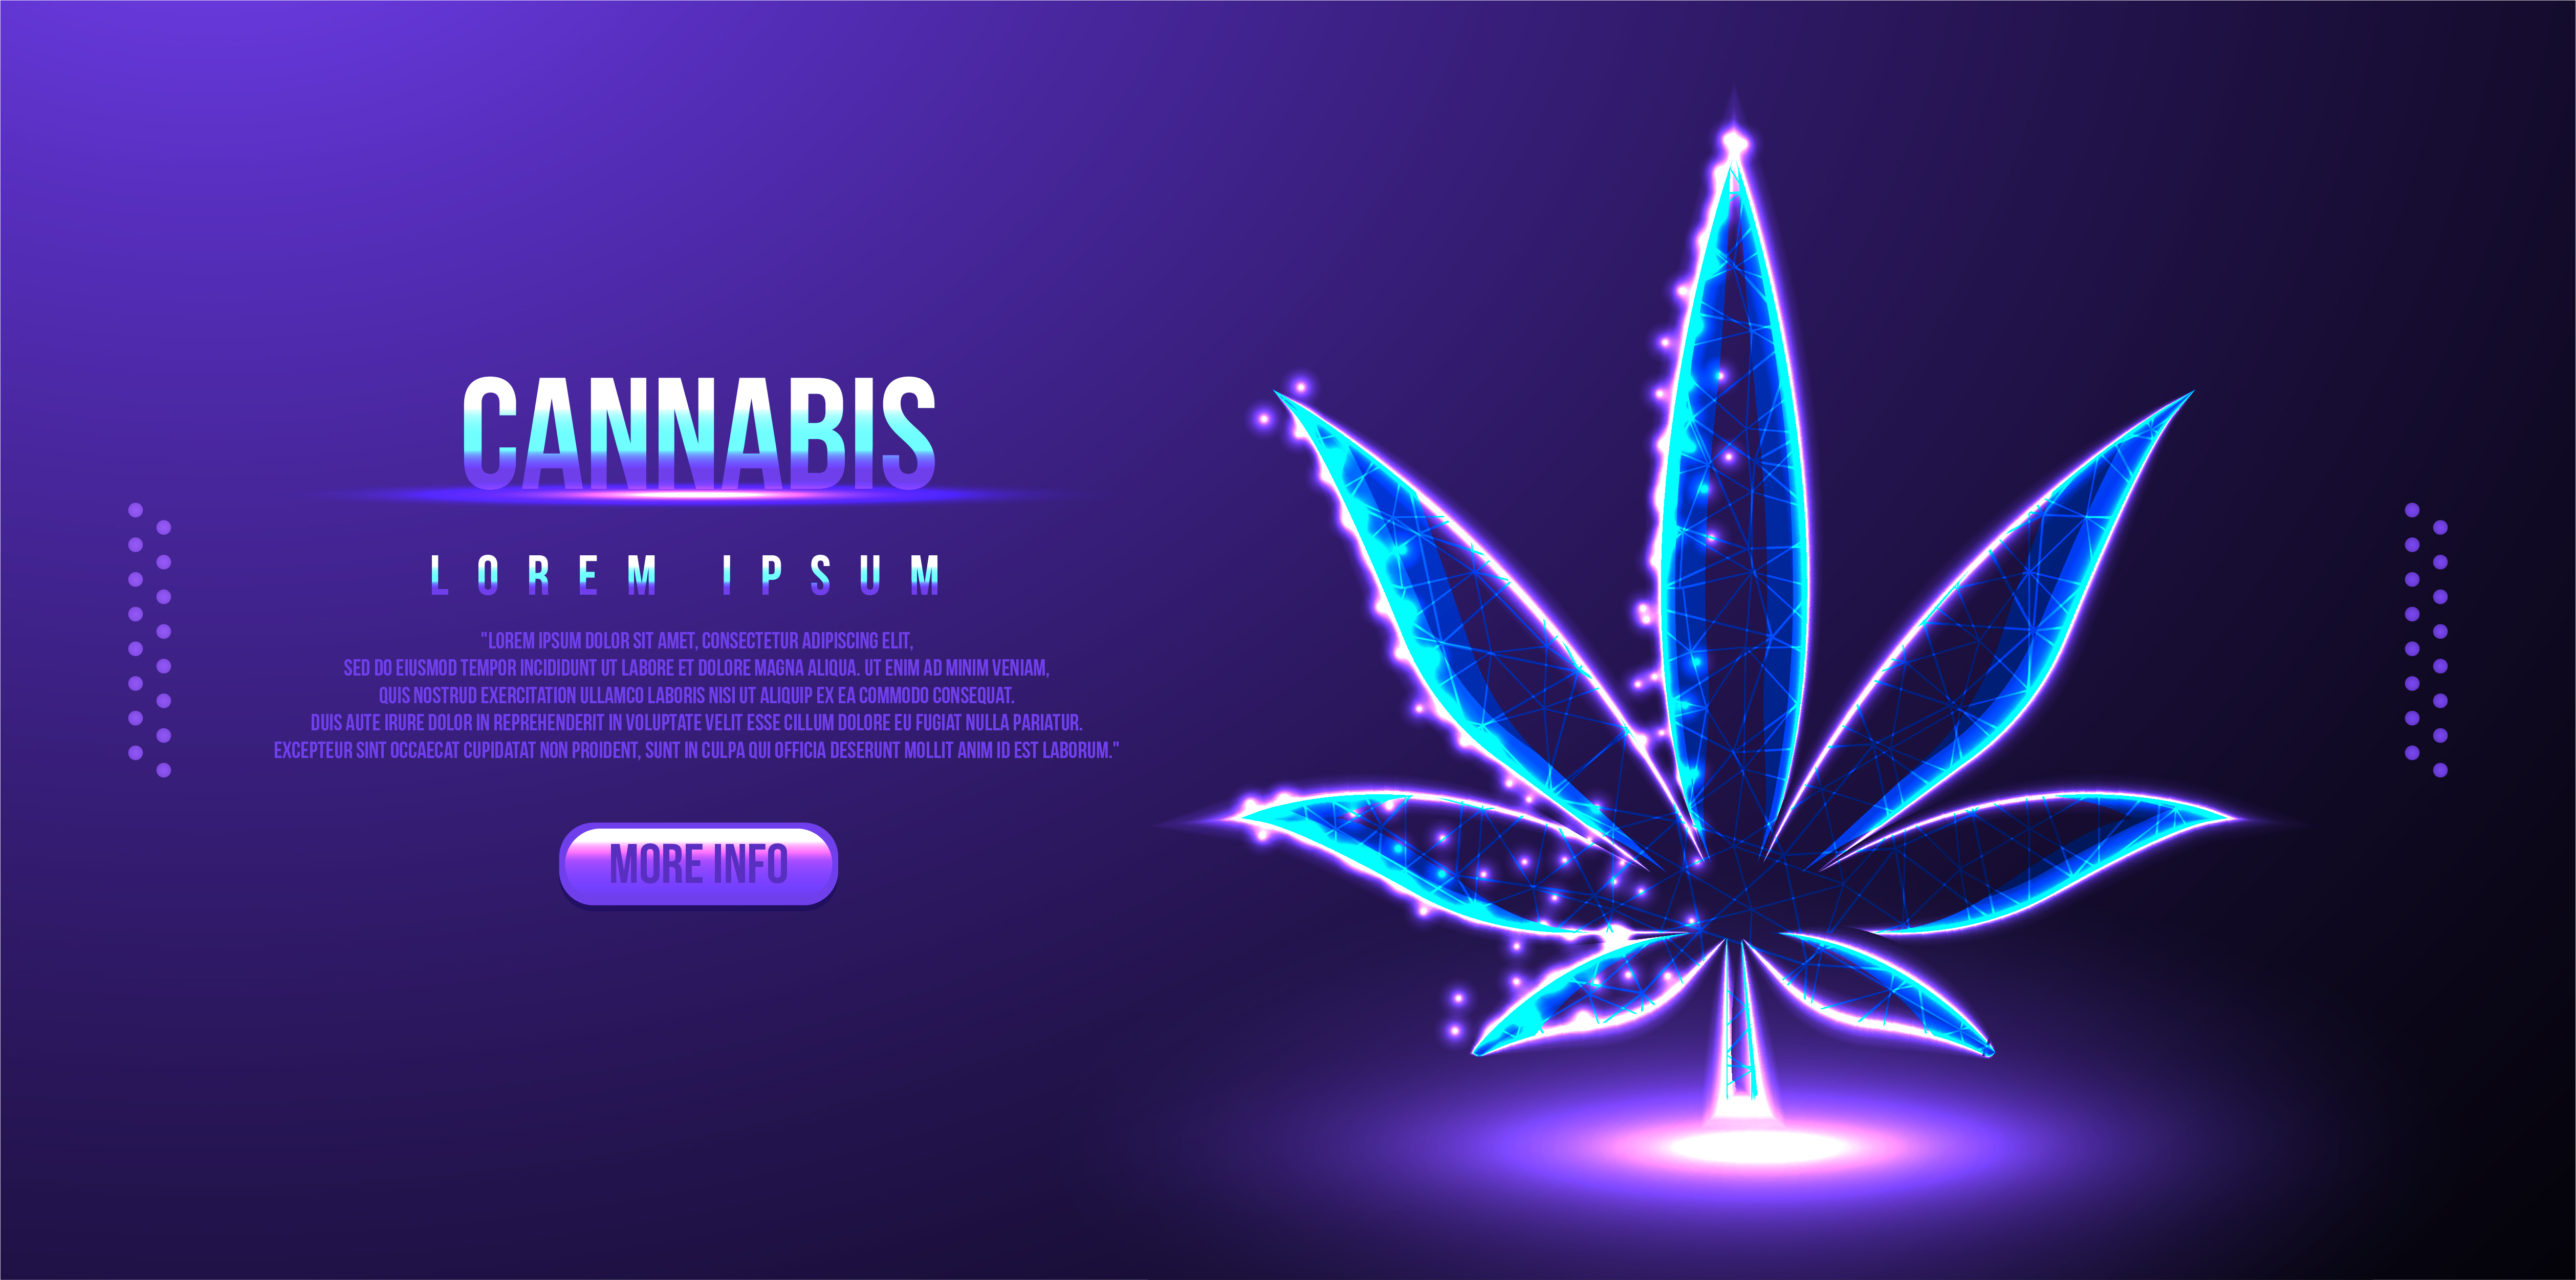 CANNABIS
LOREM IPSUM
"LOREM IPSUM DOLOR SIT AMET, CONSECTETUR ADIPISCING ELIT,
SED DO EIUSMOD TEMPOR INCIDIDUNT UT LABORE ET DOLORE MAGNA ALIQUA. UT ENIM AD MINIM VENIAM,
QUIS NOSTRUD EXERCITATION ULLAMCO LABORIS NISI UT ALIQUIP EX EA COMMODO CONSEQUAT.
DUIS AUTE IRURE DOLOR IN REPREHENDERIT IN VOLUPTATE VELIT ESSE CILLUM DOLORE EU FUGIAT NULLA PARIATUR.
EXCEPTEUR SINT OCCAECAT CUPIDATAT NON PROIDENT, SUNT IN CULPA QUI OFFICIA DESERUNT MOLLIT ANIM ID EST LABORUM."
MORE INFO